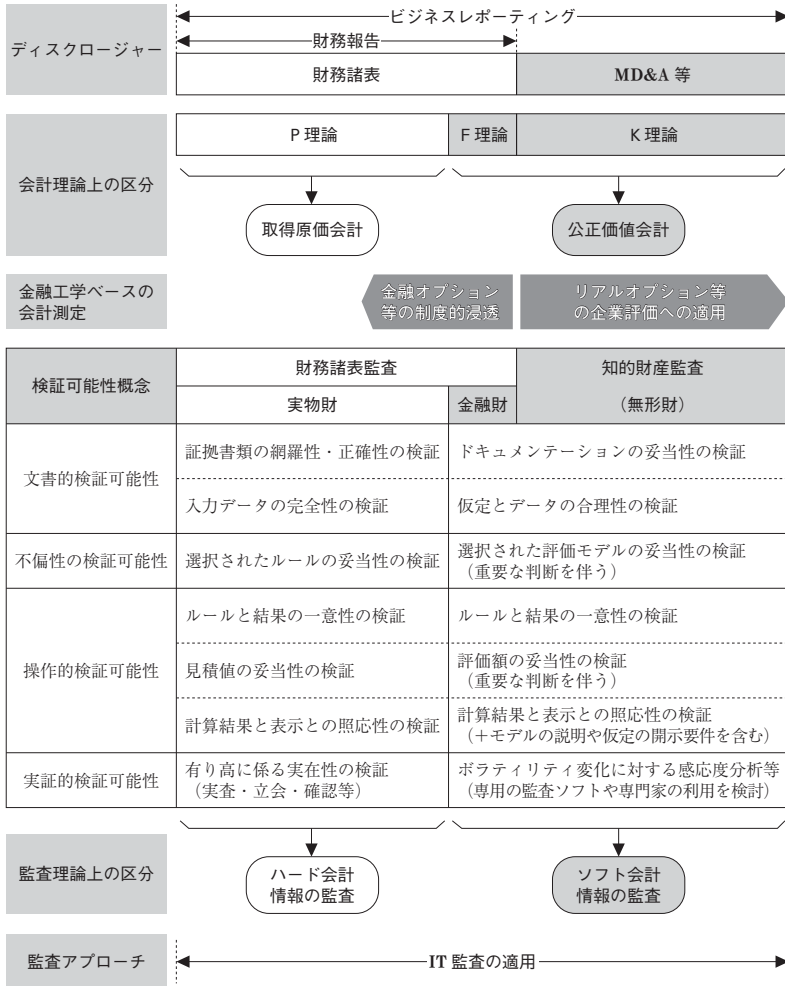 ビジネスレポーティング
ディスクロージャー
財務報告
財務諸表
MD&A 等
P 理論
F 理論
K 理論
会計理論上の区分
取得原価会計
公正価値会計
金融工学ベースの
会計測定
金融オプション
等の制度的浸透
リアルオプション等
の企業評価への適用
検証可能性概念
財務諸表監査
知的財産監査
実物財
金融財
（無形財）
文書的検証可能性
証拠書類の網羅性・正確性の検証
ドキュメンテーションの妥当性の検証
入力データの完全性の検証
仮定とデータの合理性の検証
不偏性の検証可能性
選択されたルールの妥当性の検証
選択された評価モデルの妥当性の検証
（重要な判断を伴う）
操作的検証可能性
ルールと結果の一意性の検証
ルールと結果の一意性の検証
見積値の妥当性の検証
評価額の妥当性の検証
（重要な判断を伴う）
計算結果と表示との照応性の検証
計算結果と表示との照応性の検証
（＋モデルの説明や仮定の開示要件を含む）
実証的検証可能性
有り高に係る実在性の検証
（実査・立会・確認等）
ボラティリティ変化に対する感応度分析等
（専用の監査ソフトや専門家の利用を検討）
監査理論上の区分
ハード会計
情報の監査
ソフト会計
情報の監査
監査アプローチ
IT 監査の適用